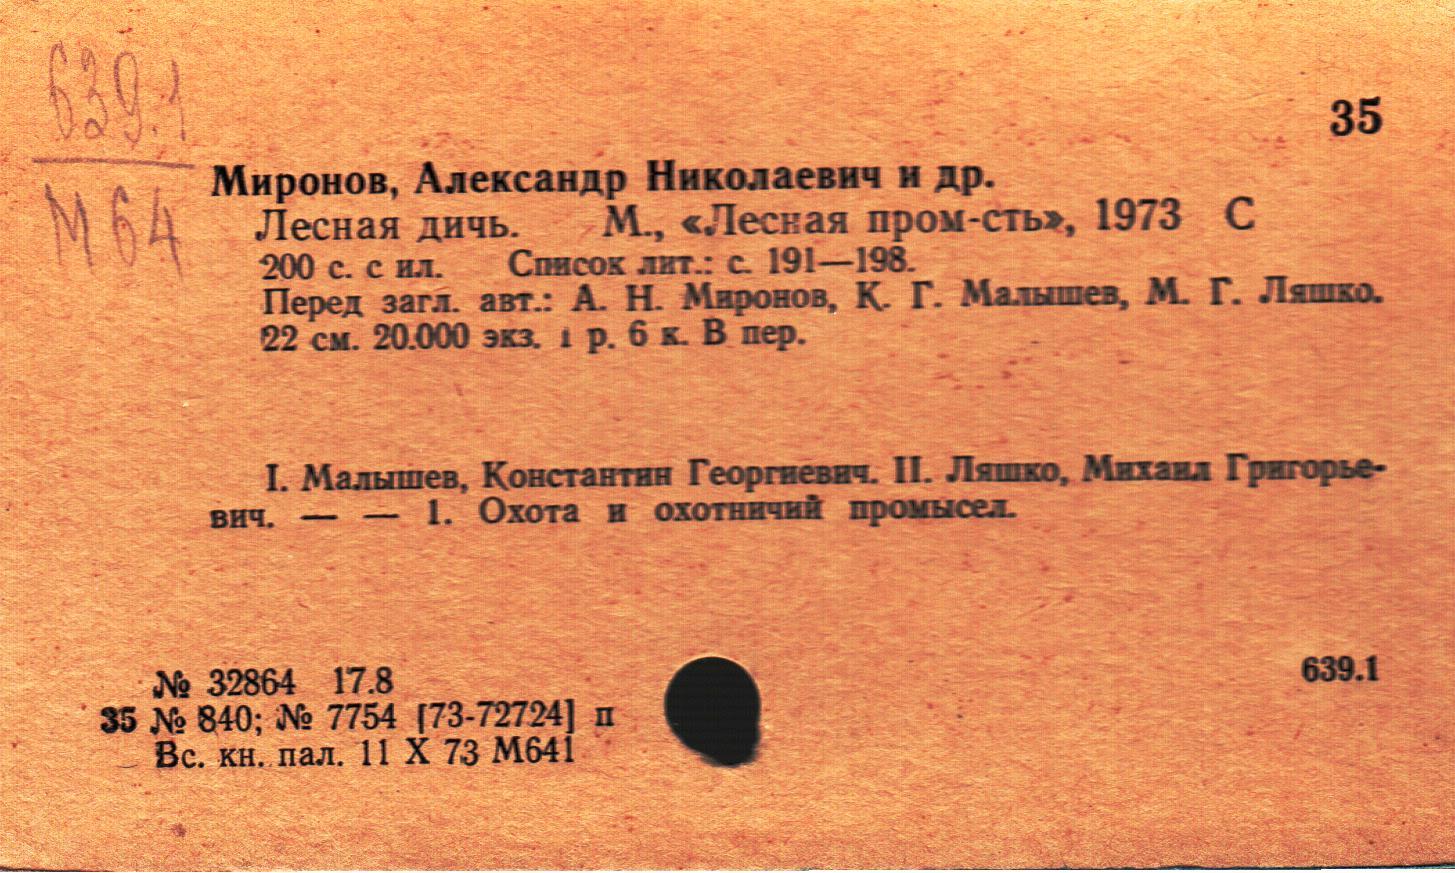 639.1
35
М64
Миронов, Александр Николаевич и др.
Лесная дичь. М., «Лесная пром-сть», 1973 С
200 с. с ил. Список лит.: с. 191—198.
Перед загл. авт.: А. Н. Миронов, К. Г. Малышев, М. Г. Ляшко.
22 см. 20.000 экз. 1 р. 6 к. В пер.
I. Малышев, Константин Георгиевич. II. Ляшко, Михаил Григорье-
вич. — — 1. Охота и охотничий промысел.
№ 32864 17.8
639.1
35 № 840; № 7754 [73-72724] п
Вс. кн. пал. 11 X 73 М641